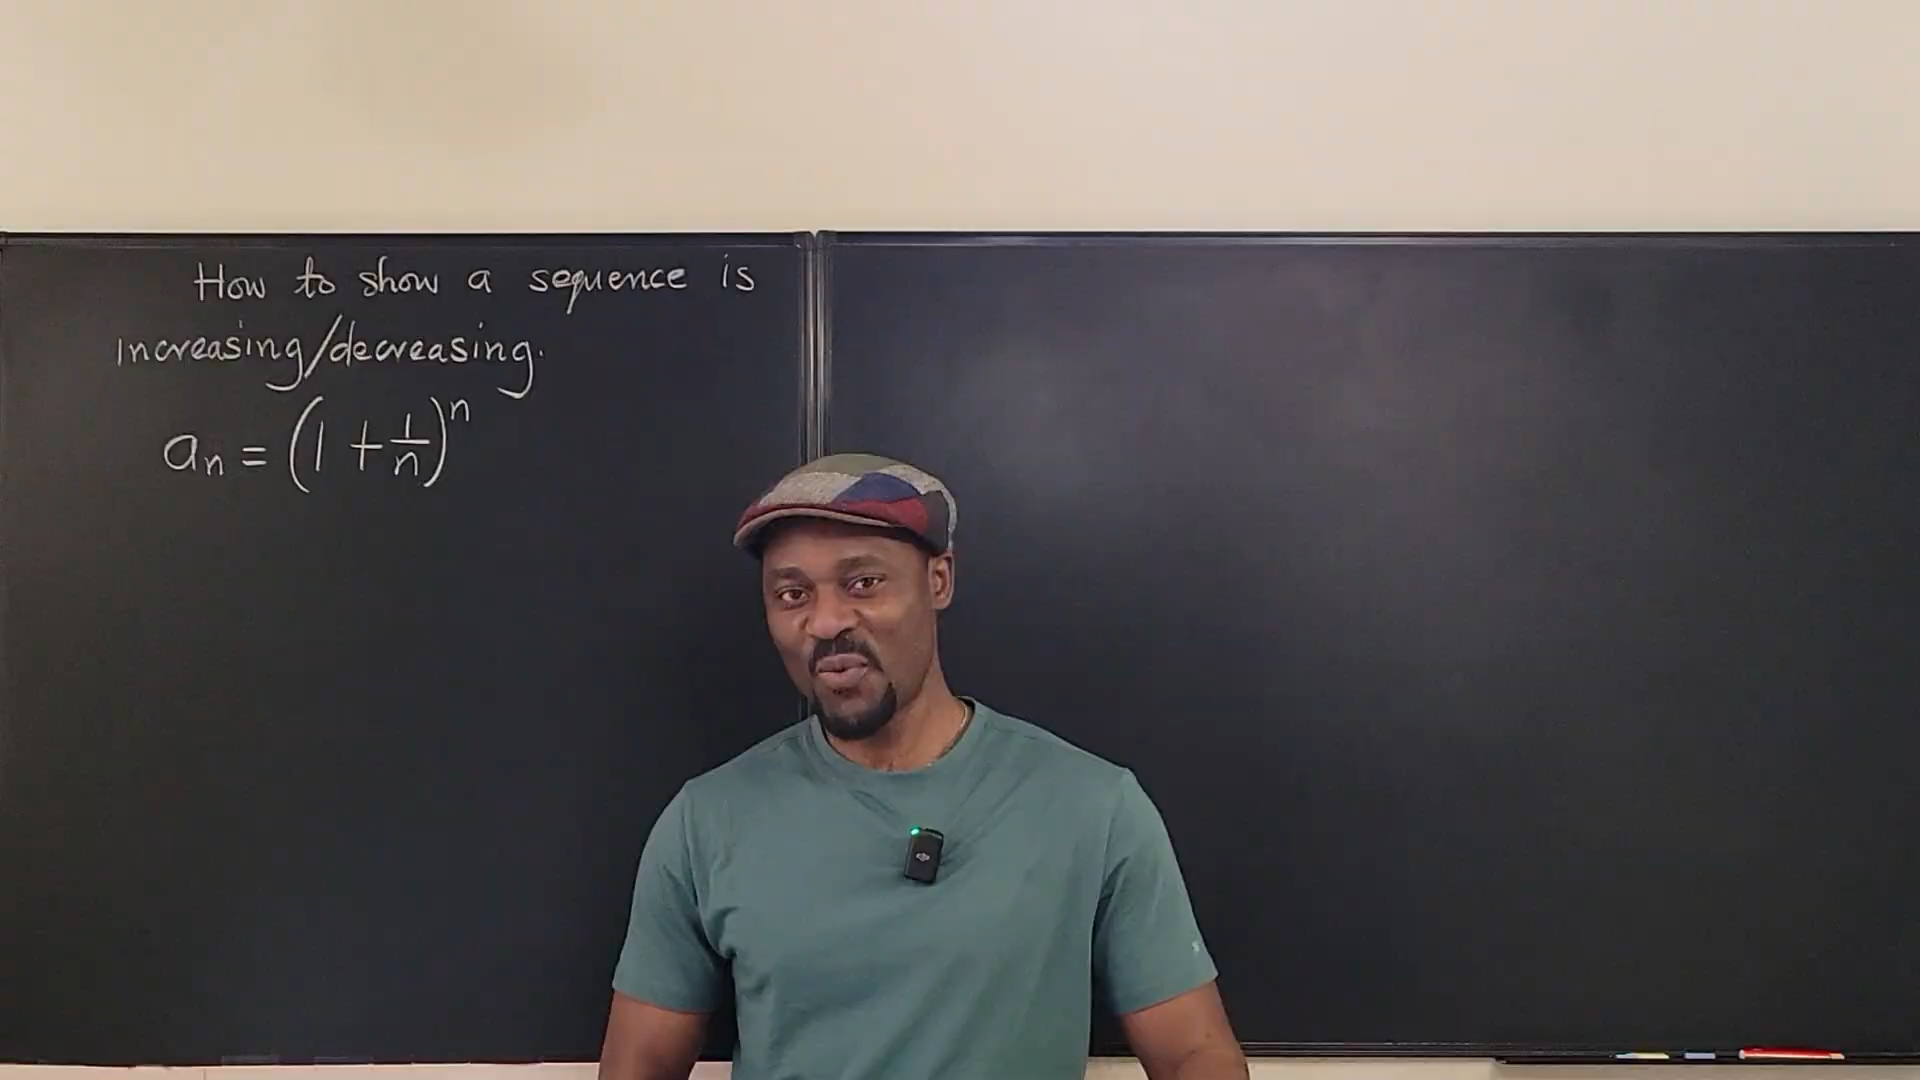 How to show a sequence is
increasing/decreasing.
aₙ = (1 + 1/n)ⁿ